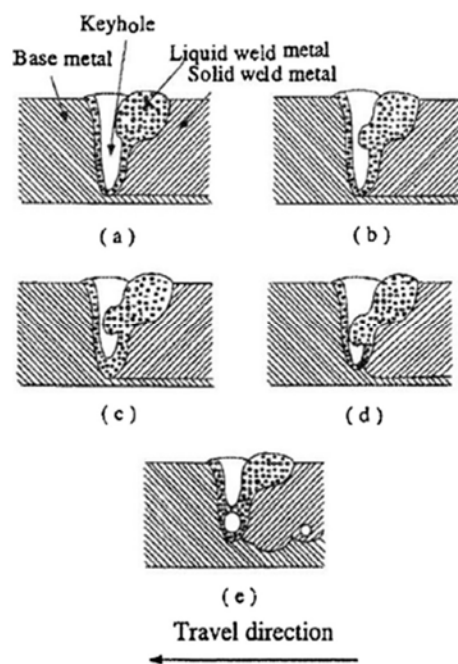 Keyhole
Base metal
Liquid weld metal
Solid weld metal
(a)
(b)
(c)
(d)
(e)
Travel direction